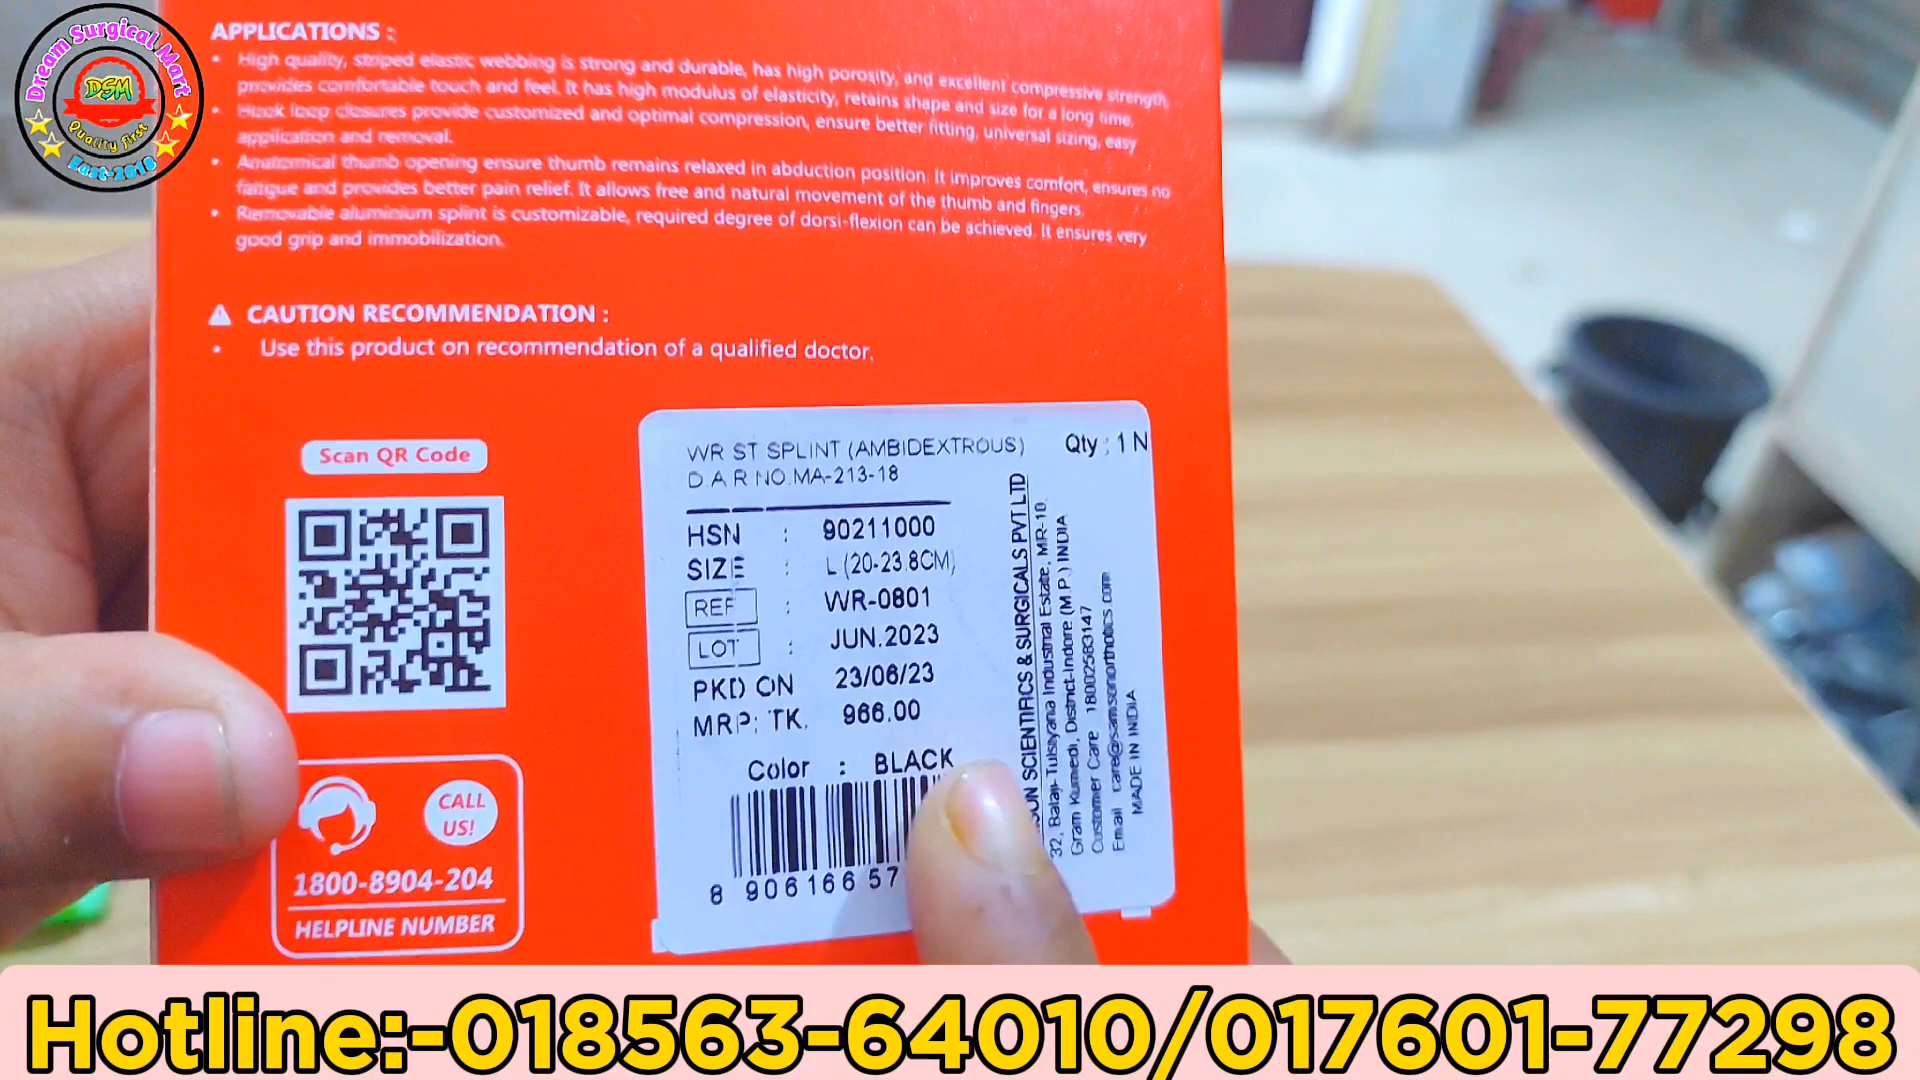 Dream Surgical Mart
DSM
Quality first
East-2018
APPLICATIONS :
• High quality, striped elastic webbing is strong and durable, has high porosity, and excellent compressive strength,
provides comfortable touch and feel. It has high modulus of elasticity, retains shape and size for a long time.
• Hook loop closures provide customized and optimal compression, ensure better fitting, universal sizing, easy
application and removal.
• Anatomical thumb opening ensure thumb remains relaxed in abduction position. It improves comfort, ensures no
fatigue and provides better pain relief. It allows free and natural movement of the thumb and fingers.
• Removable aluminium splint is customizable, required degree of dorsi-flexion can be achieved. It ensures very
good grip and immobilization.
CAUTION RECOMMENDATION :
• Use this product on recommendation of a qualified doctor.
Scan QR Code
CALL
US!
1800-8904-204
HELPLINE NUMBER
WR ST SPLINT (AMBIDEXTROUS) Qty : 1 N
D.A.R NO.MA-213-18
HSN : 90211000
SIZE : L (20-23.8CM)
REF : WR-0801
LOT : JUN.2023
PKD ON 23/06/23
MRP: TK. 966.00
Color : BLACK
8 906166 57
SCIENTIFICS & SURGICALS PVT LTD
32, Balaji Tulsiyana Industrial Estate, MR-10,
Gram Kumedi, District-Indore (M.P.) INDIA
Customer Care 18002583147
Email care@samsonorthotics.com
MADE IN INDIA
Hotline:-018563-64010/017601-77298